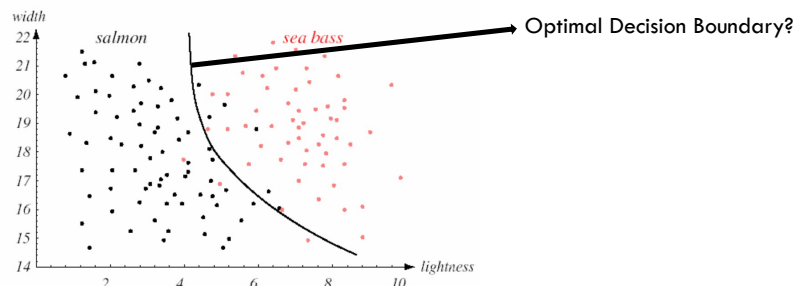 width
22
salmon
sea bass
Optimal Decision Boundary?
21
20
19
18
17
16
15
14
lightness
2
4
6
8
10